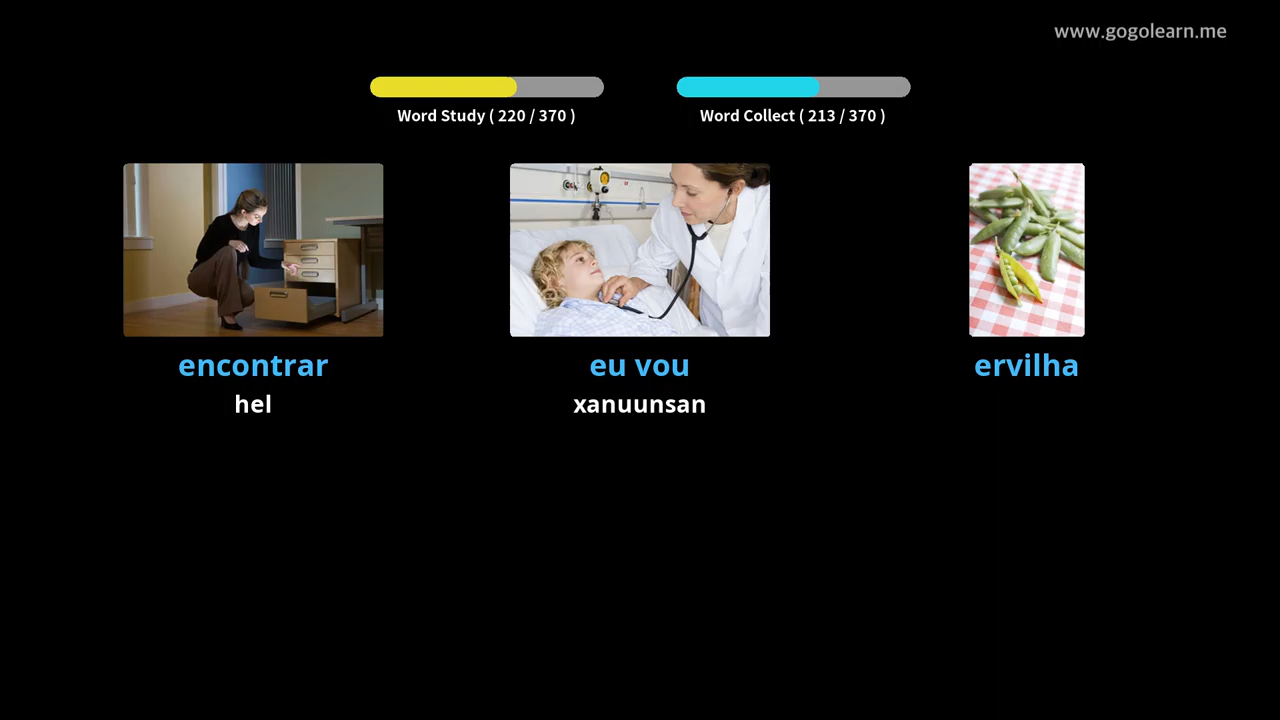 www.gogolearn.me
Word Study ( 220 / 370 )
Word Collect ( 213 / 370 )
encontrar
hel
eu vou
xanuunsan
ervilha